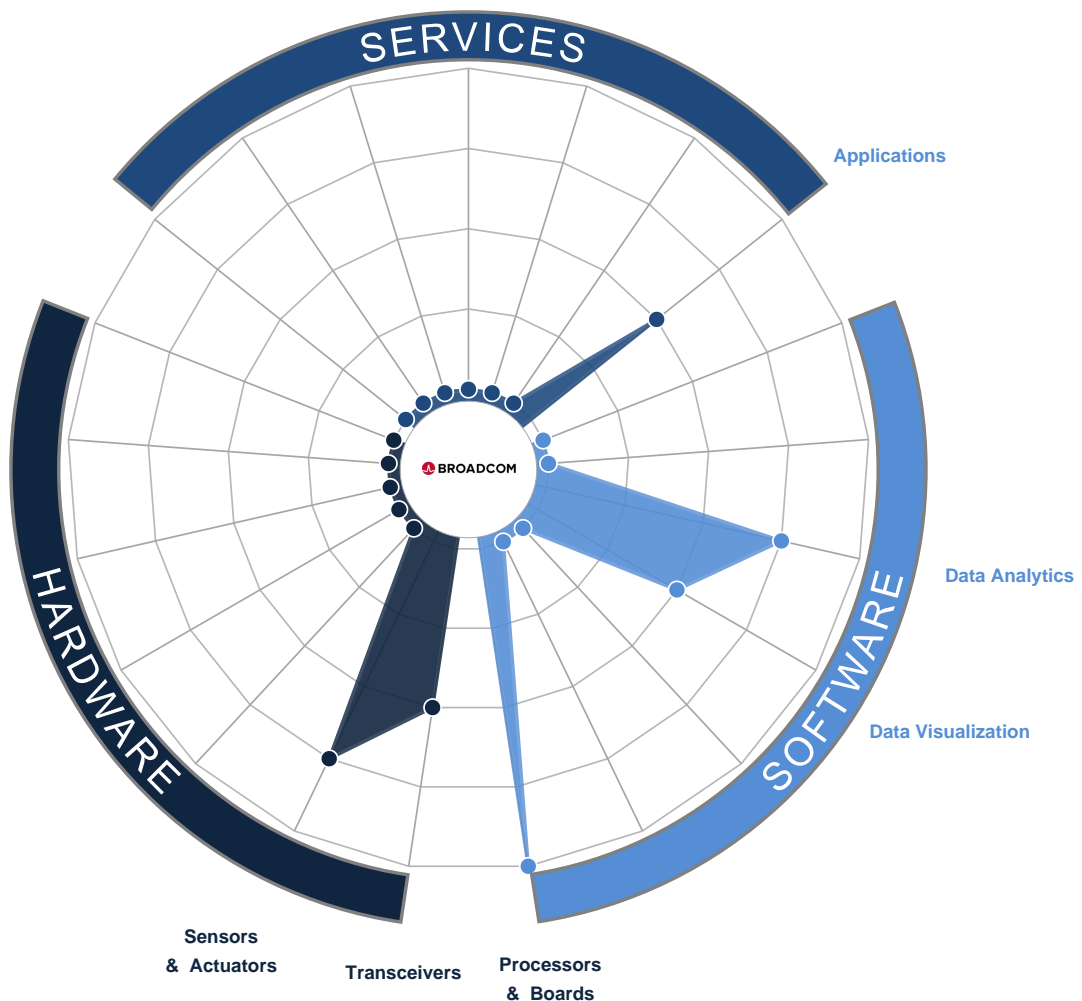 SERVICES
Applications
BROADCOM
HARDWARE
SOFTWARE
Data Analytics
Data Visualization
Sensors
& Actuators
Transceivers
Processors
& Boards